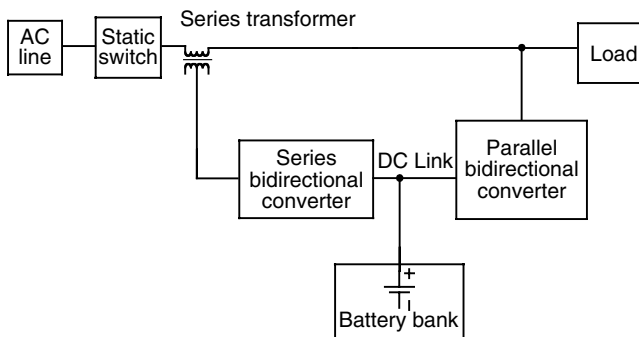 Series transformer
AC
line
Static
switch
Load
Series
bidirectional
converter
DC Link
Parallel
bidirectional
converter
+
Battery bank